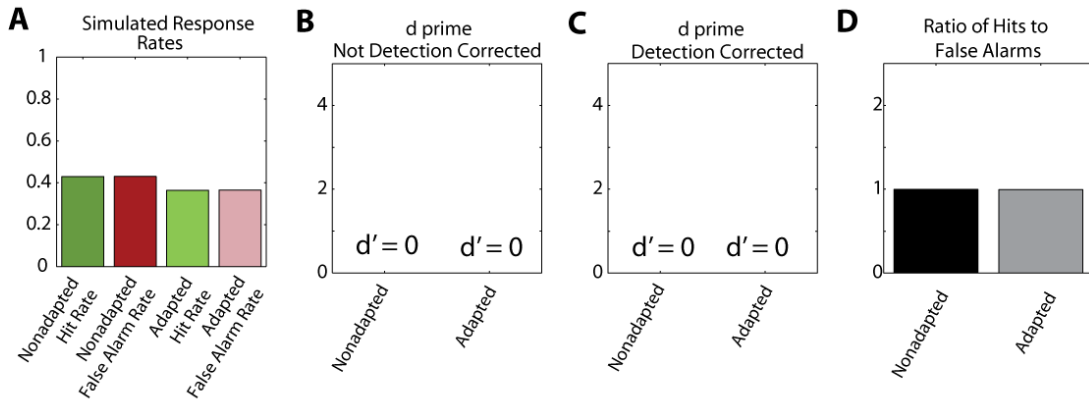 A
Simulated Response
Rates
1
0.8
0.6
0.4
0.2
0
Nonadapted
Hit Rate
Nonadapted
False Alarm Rate
Adapted
Hit Rate
Adapted
False Alarm Rate
B
d prime
Not Detection Corrected
4
2
0
d′ = 0
d′ = 0
Nonadapted
Adapted
C
d prime
Detection Corrected
4
2
0
d′ = 0
d′ = 0
Nonadapted
Adapted
D
Ratio of Hits to
False Alarms
2
1
0
Nonadapted
Adapted